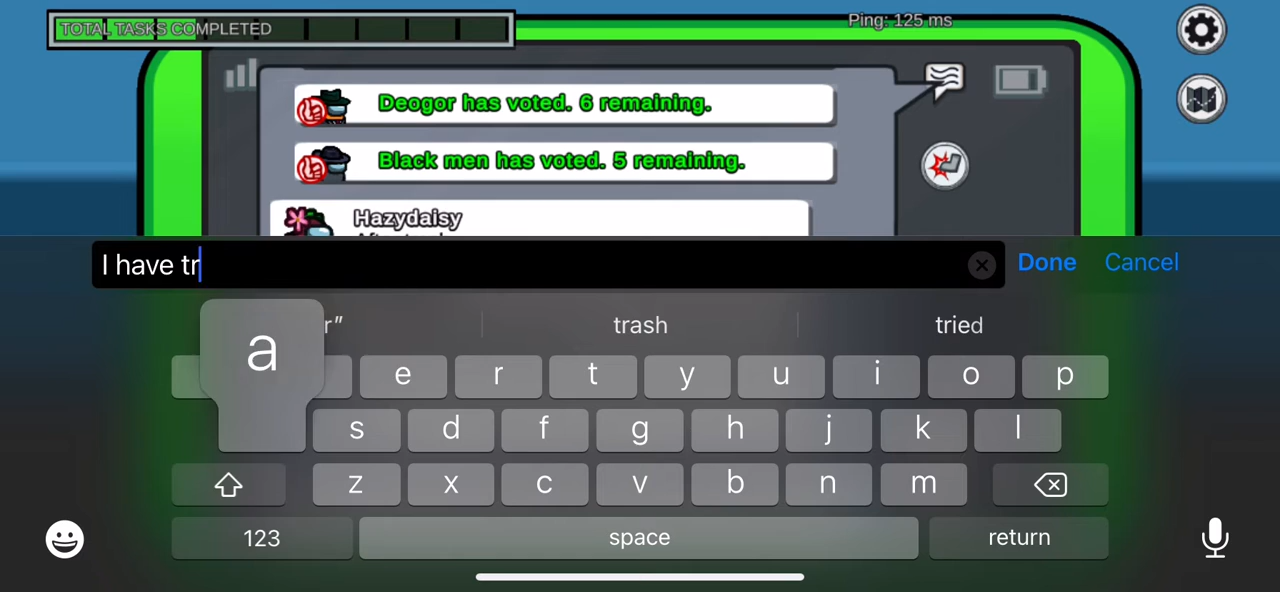 TOTAL TASKS COMPLETED
Ping: 125 ms
Deogor has voted. 6 remaining.
Black men has voted. 5 remaining.
Hazydaisy
I have tr
Done
Cancel
r”
trash
tried
a
e r t y u i o p
s d f g h j k l
z x c v b n m
123
space
return